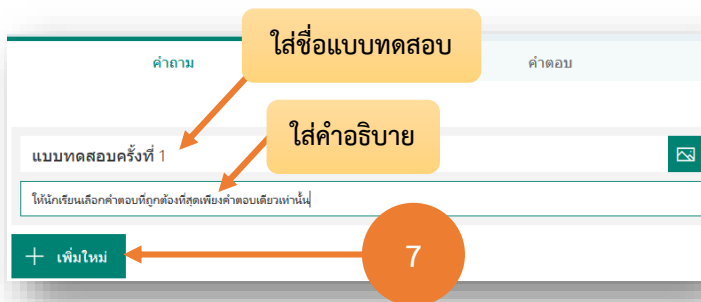 ใส่ชื่อแบบทดสอบ
คำถาม
คำตอบ
ใส่คำอธิบาย
แบบทดสอบครั้งที่ 1
ให้นักเรียนเลือกคำตอบที่ถูกต้องที่สุดเพียงคำตอบเดียวเท่านั้น
+ เพิ่มใหม่
7